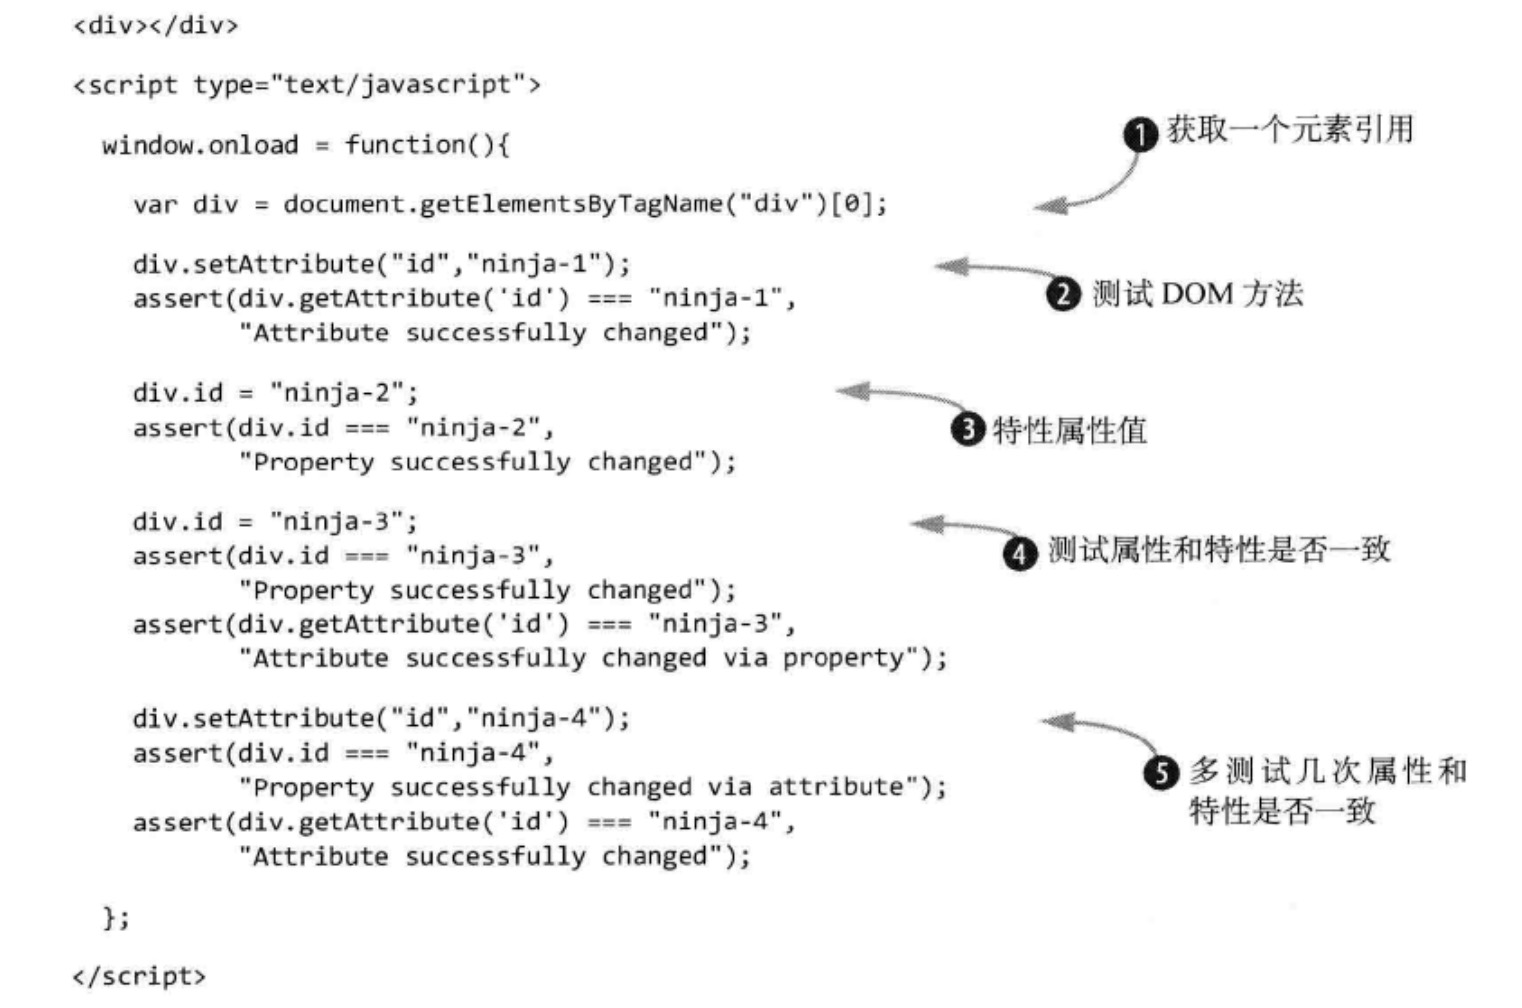 <div></div>
<script type="text/javascript">
window.onload = function(){
❶ 获取一个元素引用
var div = document.getElementsByTagName("div")[0];
div.setAttribute("id","ninja-1");
assert(div.getAttribute('id') === "ninja-1",
"Attribute successfully changed");
❷ 测试 DOM 方法
div.id = "ninja-2";
assert(div.id === "ninja-2",
"Property successfully changed");
❸ 特性属性值
div.id = "ninja-3";
assert(div.id === "ninja-3",
"Property successfully changed");
assert(div.getAttribute('id') === "ninja-3",
"Attribute successfully changed via property");
❹ 测试属性和特性是否一致
div.setAttribute("id","ninja-4");
assert(div.id === "ninja-4",
"Property successfully changed via attribute");
assert(div.getAttribute('id') === "ninja-4",
"Attribute successfully changed");
❺ 多测试几次属性和
特性是否一致
};
</script>